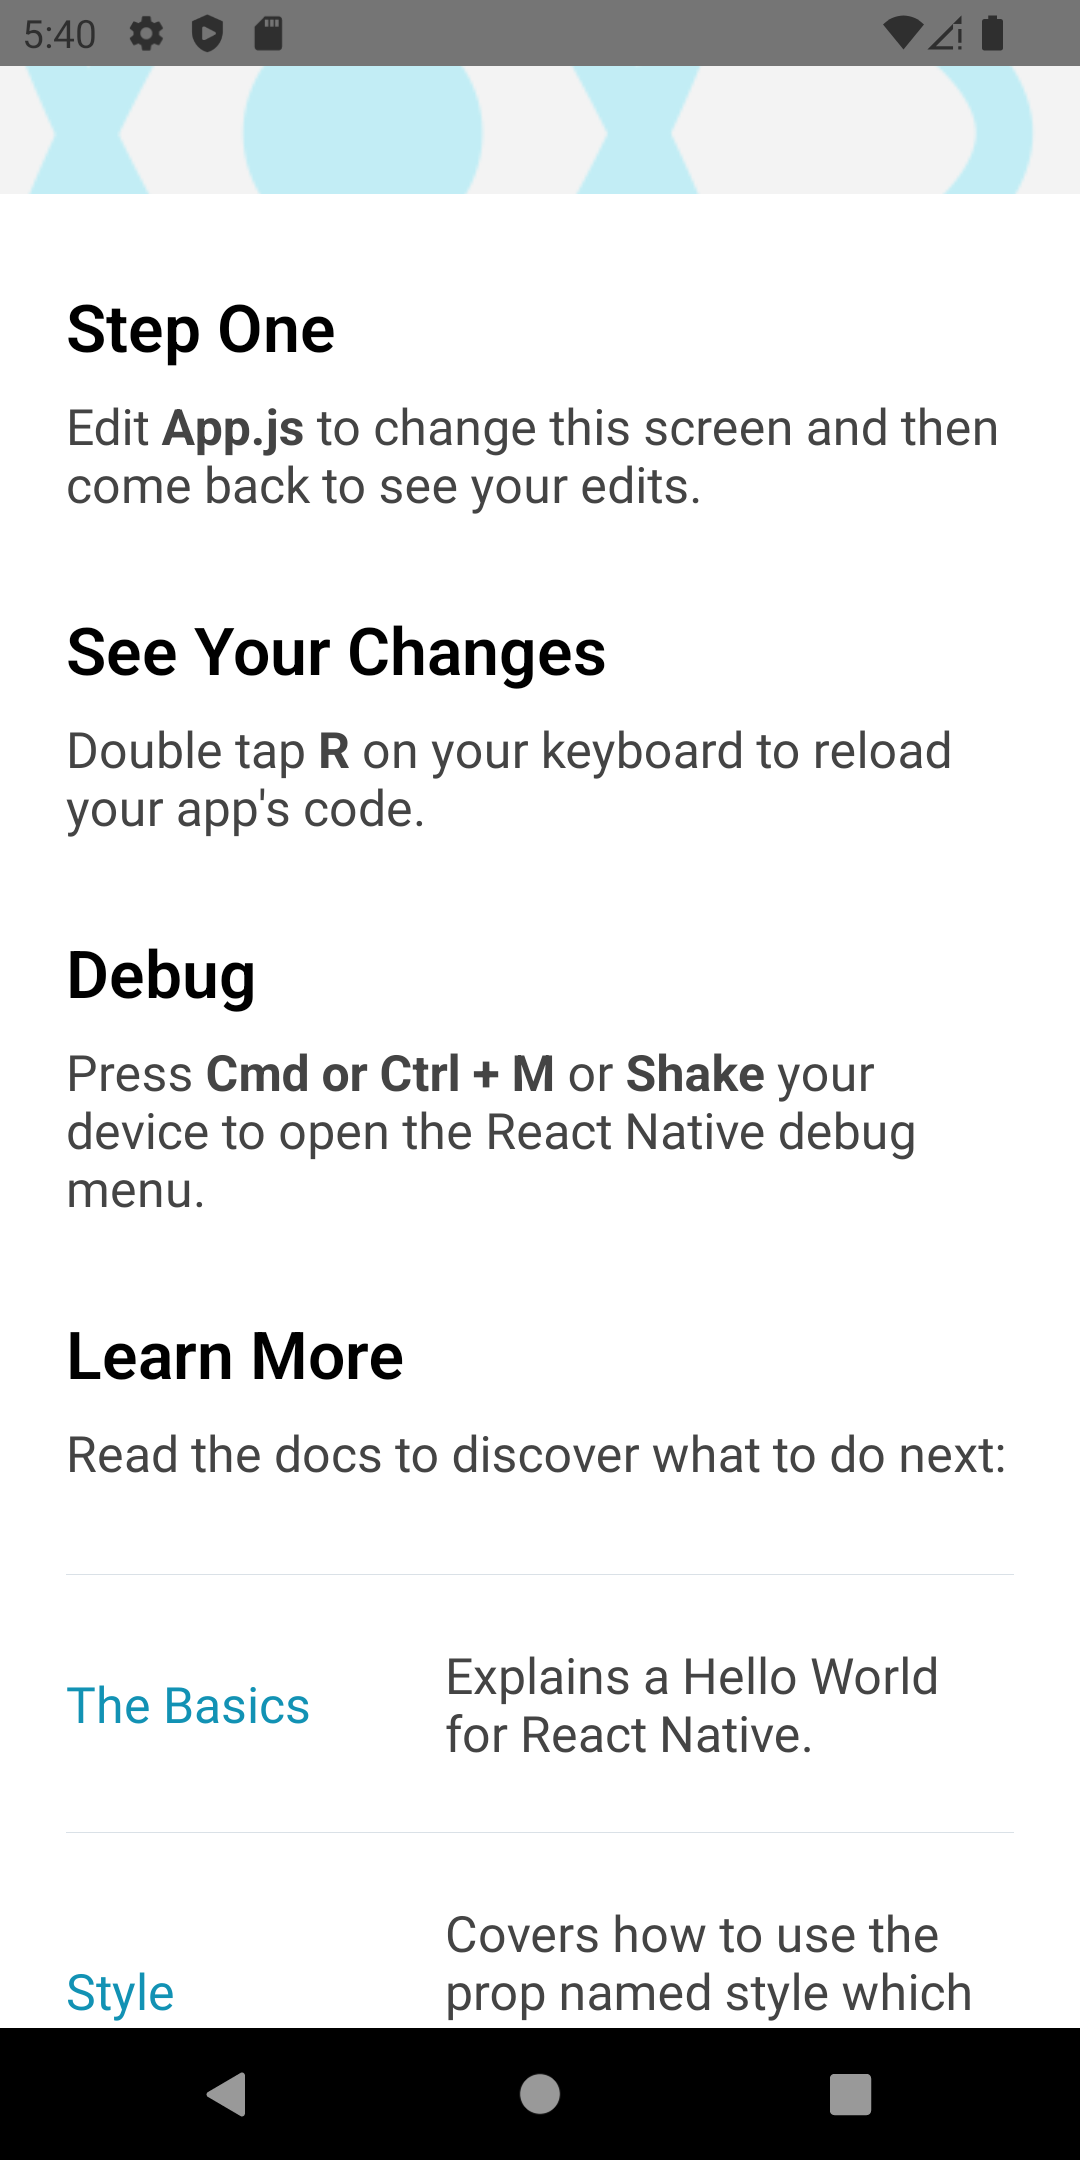 5:40
Step One
Edit App.js to change this screen and then
come back to see your edits.
See Your Changes
Double tap R on your keyboard to reload
your app's code.
Debug
Press Cmd or Ctrl + M or Shake your
device to open the React Native debug
menu.
Learn More
Read the docs to discover what to do next:
The Basics
Explains a Hello World
for React Native.
Style
Covers how to use the
prop named style which